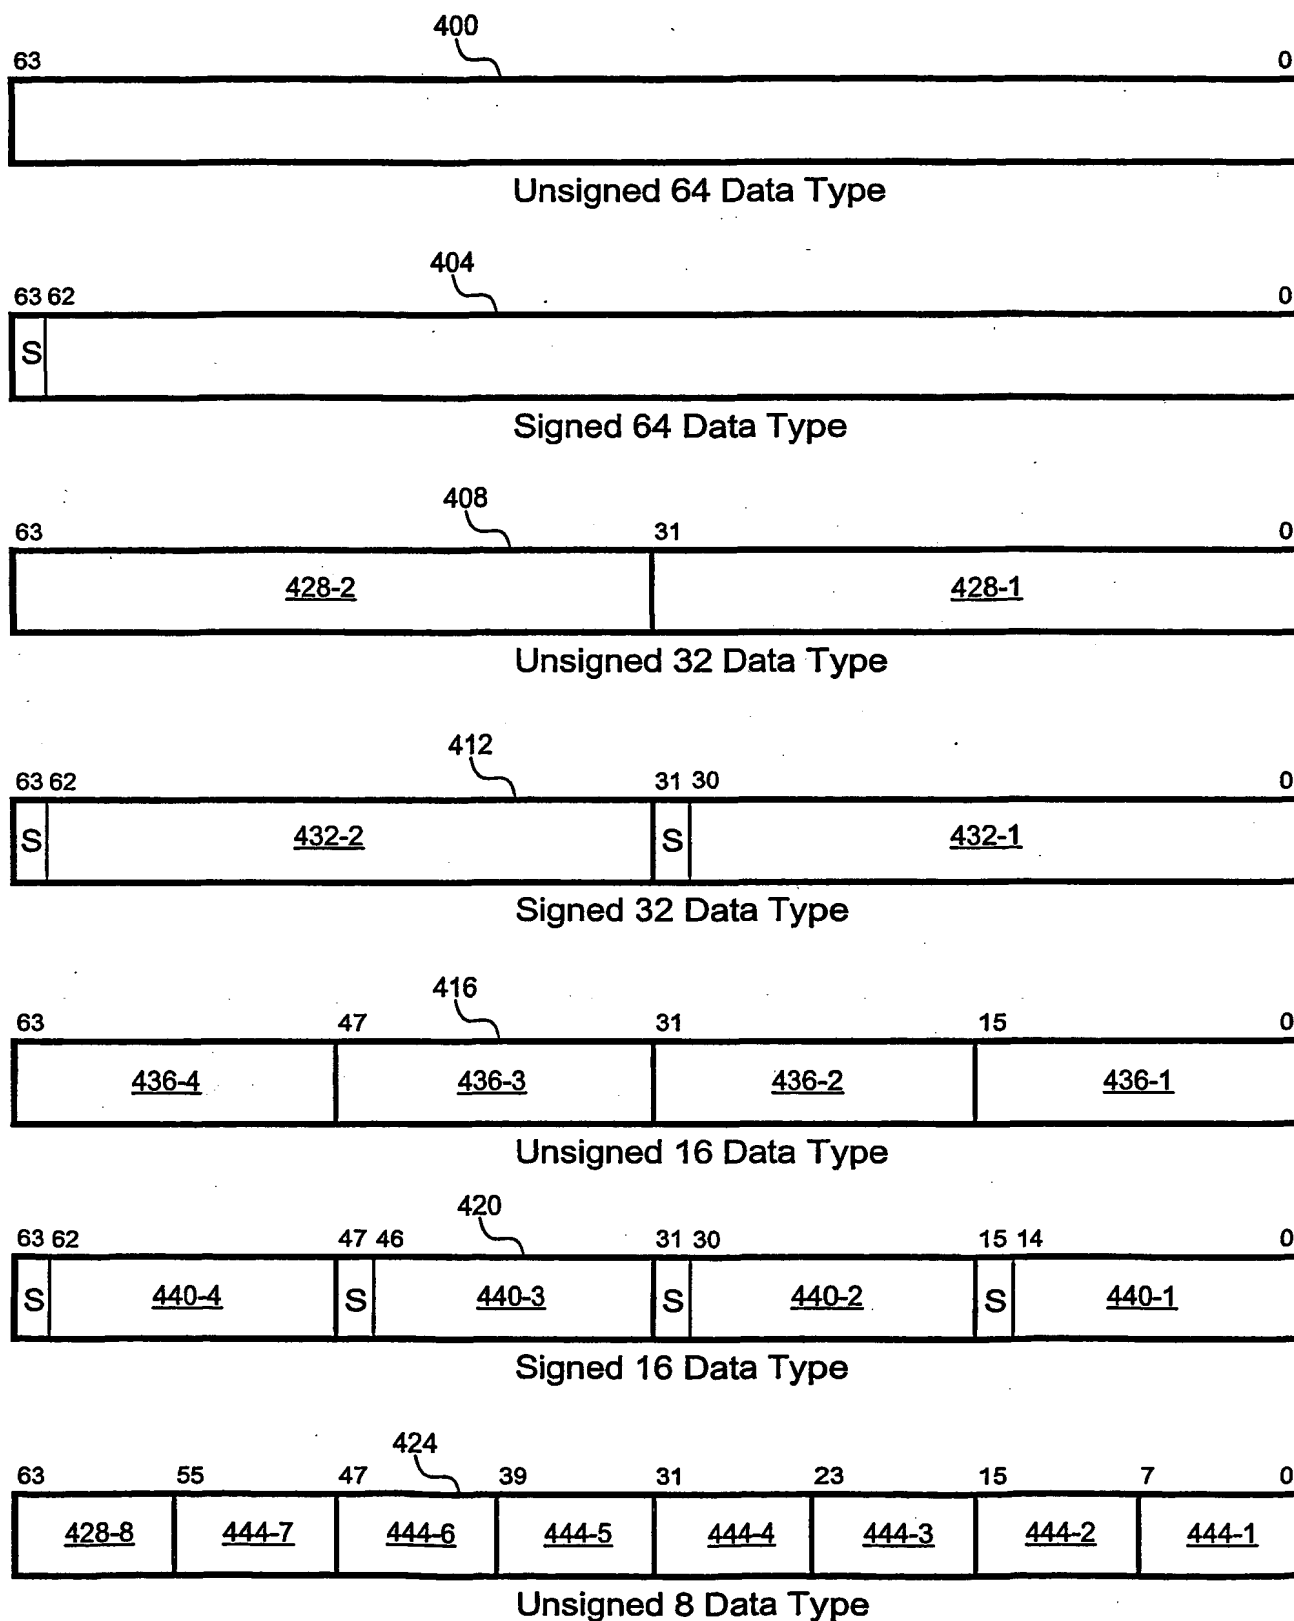 400
63 0
Unsigned 64 Data Type
404
63 62 0
S
Signed 64 Data Type
408
63 31 0
428-2 428-1
Unsigned 32 Data Type
412
63 62 31 30 0
S 432-2 S 432-1
Signed 32 Data Type
416
63 47 31 15 0
436-4 436-3 436-2 436-1
Unsigned 16 Data Type
420
63 62 47 46 31 30 15 14 0
S 440-4 S 440-3 S 440-2 S 440-1
Signed 16 Data Type
424
63 55 47 39 31 23 15 7 0
428-8 444-7 444-6 444-5 444-4 444-3 444-2 444-1
Unsigned 8 Data Type